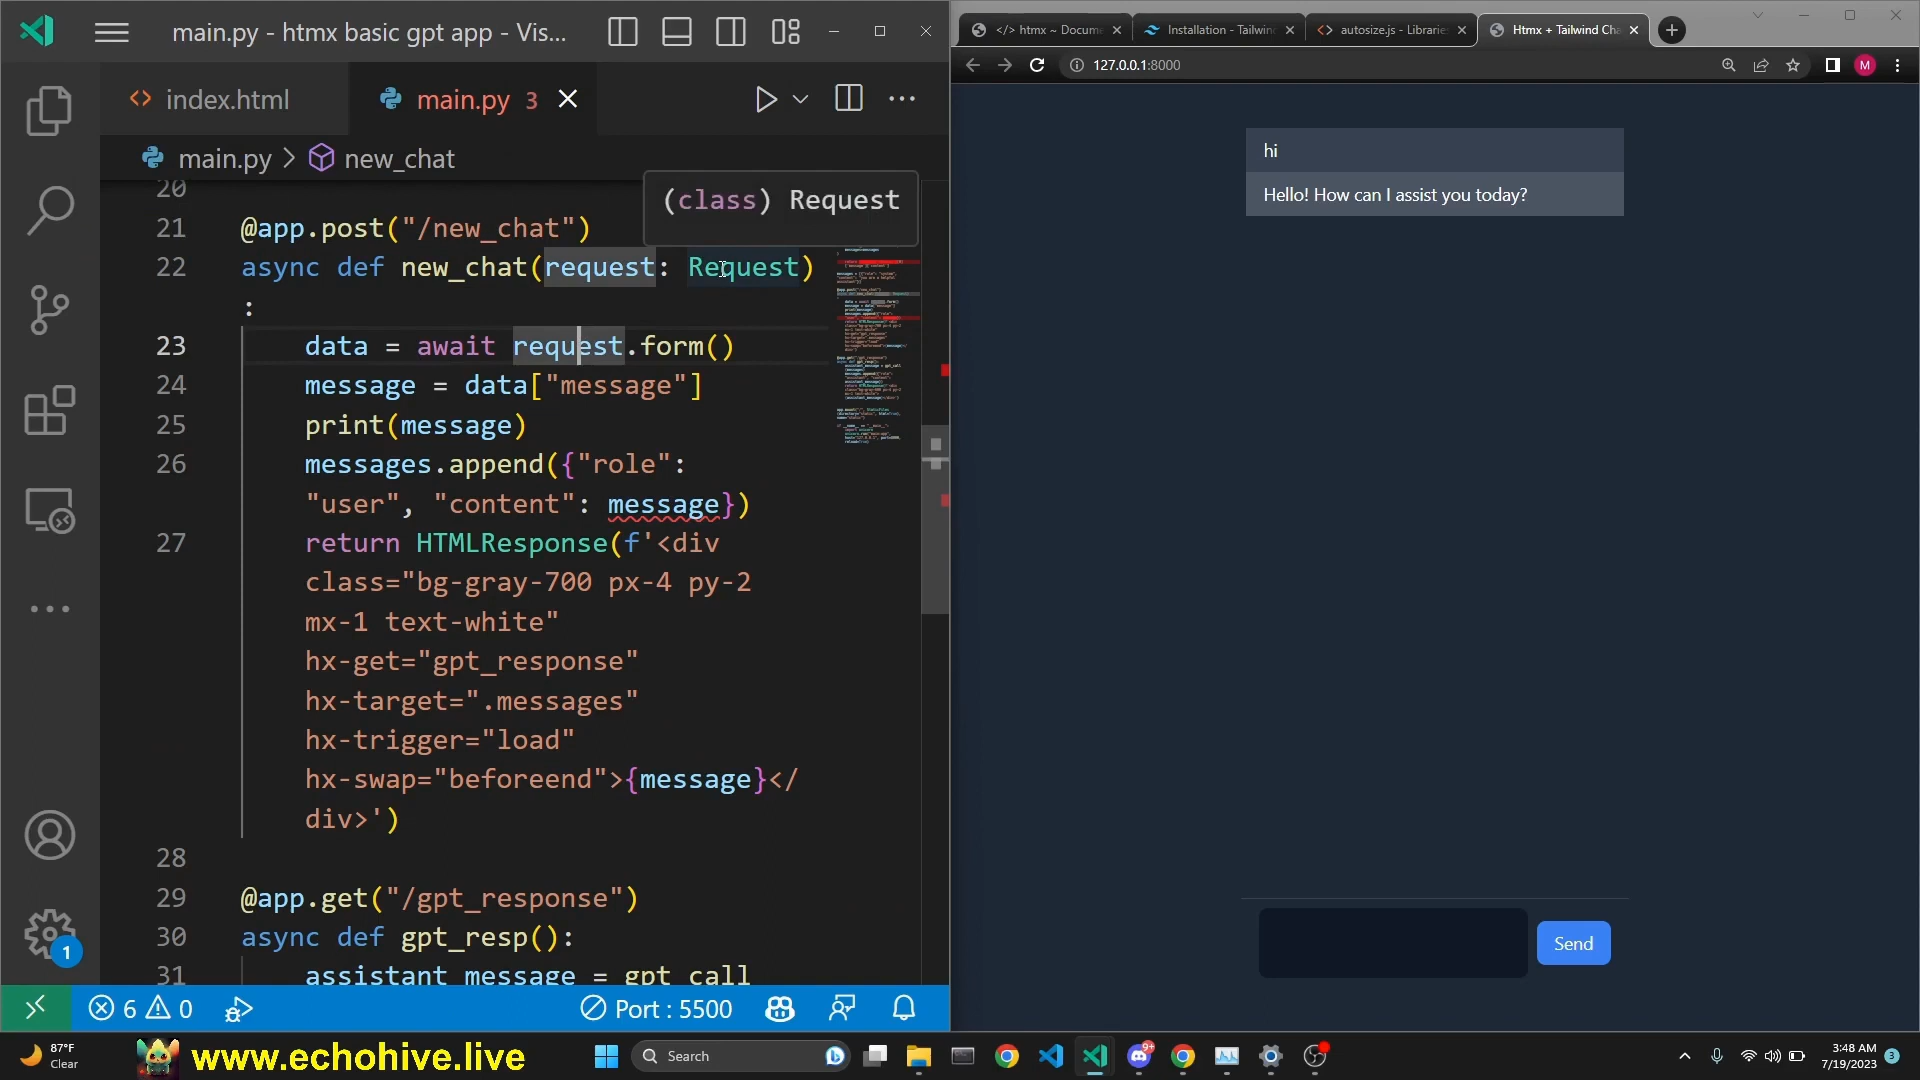 main.py - htmx basic gpt app - Vis...
index.html
main.py 3
main.py > new_chat
(class) Request
20
21 @app.post("/new_chat")
22 async def new_chat(request: Request)
:
23 data = await request.form()
24 message = data["message"]
25 print(message)
26 messages.append({"role":
"user", "content": message})
27 return HTMLResponse(f'<div
class="bg-gray-700 px-4 py-2
mx-1 text-white"
hx-get="gpt_response"
hx-target=".messages"
hx-trigger="load"
hx-swap="beforeend">{message}</
div>')
28
29 @app.get("/gpt_response")
30 async def gpt_resp():
31 assistant_message = gpt_call
1
6 0
Port : 5500
</> htmx ~ Docume
Installation - Tailwin
autosize.js - Libraries
Htmx + Tailwind Cha
127.0.0.1:8000
M
hi
Hello! How can I assist you today?
Send
87°F
Clear
www.echohive.live
Search
9+
3:48 AM
7/19/2023
3